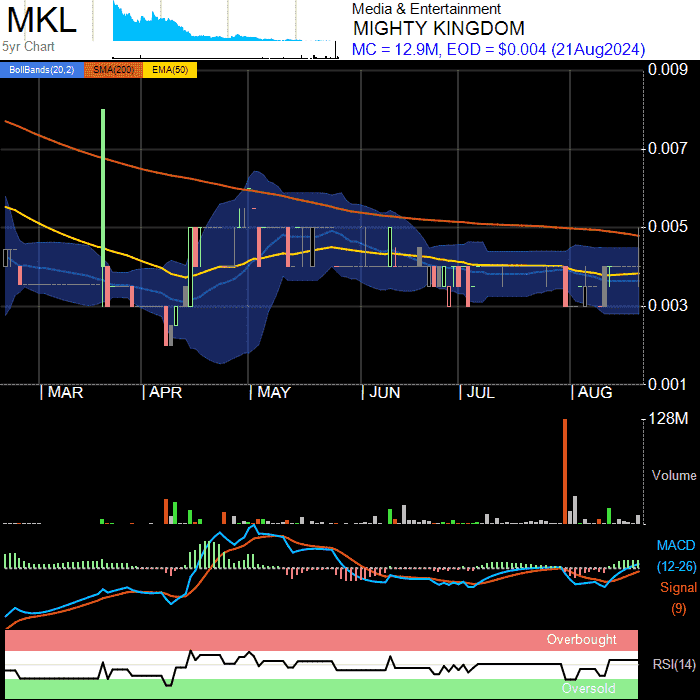 MKL
5yr Chart
Media & Entertainment
MIGHTY KINGDOM
MC = 12.9M, EOD = $0.004 (21Aug2024)
BollBands(20,2) SMA(200) EMA(50)
0.009
0.007
0.005
0.003
0.001
MAR APR MAY JUN JUL AUG
128M
Volume
MACD
(12-26)
Signal
(9)
Overbought
RSI(14)
Oversold